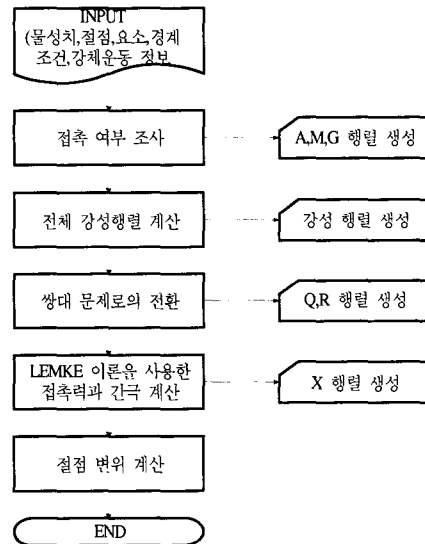 INPUT
(물성치,절점,요소,경계
조건,강체운동 정보
접촉 여부 조사
A,M,G 행렬 생성
전체 강성행렬 계산
강성 행렬 생성
쌍대 문제로의 전환
Q,R 행렬 생성
LEMKE 이론을 사용한
접촉력과 간극 계산
X 행렬 생성
절점 변위 계산
END